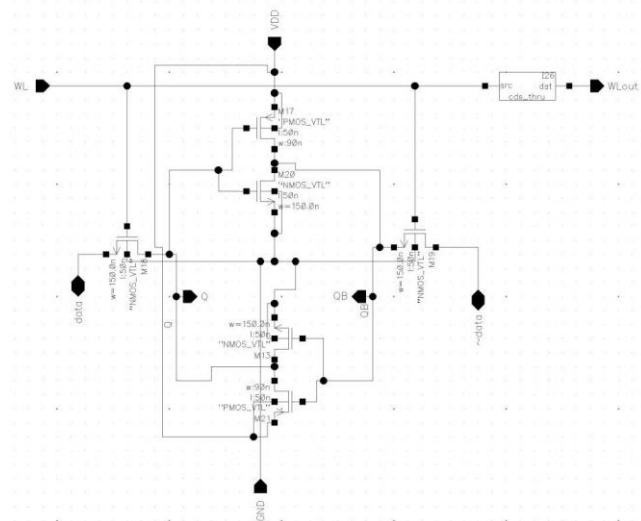 VDD
WL
I26
src dst
cds_thru
WLout
M17
"PMOS_VTL"
l:50n
w:90n
M20
"NMOS_VTL"
l:50n
w=150.0n
w=150.0n
l:50n
"NMOS_VTL"
M18
w=150.0n
l:50n
"NMOS_VTL"
M19
data
Q
Q
QB
QB
~data
w=150.0n
l:50n
"NMOS_VTL"
M13
w:90n
l:50n
"PMOS_VTL"
M21
GND